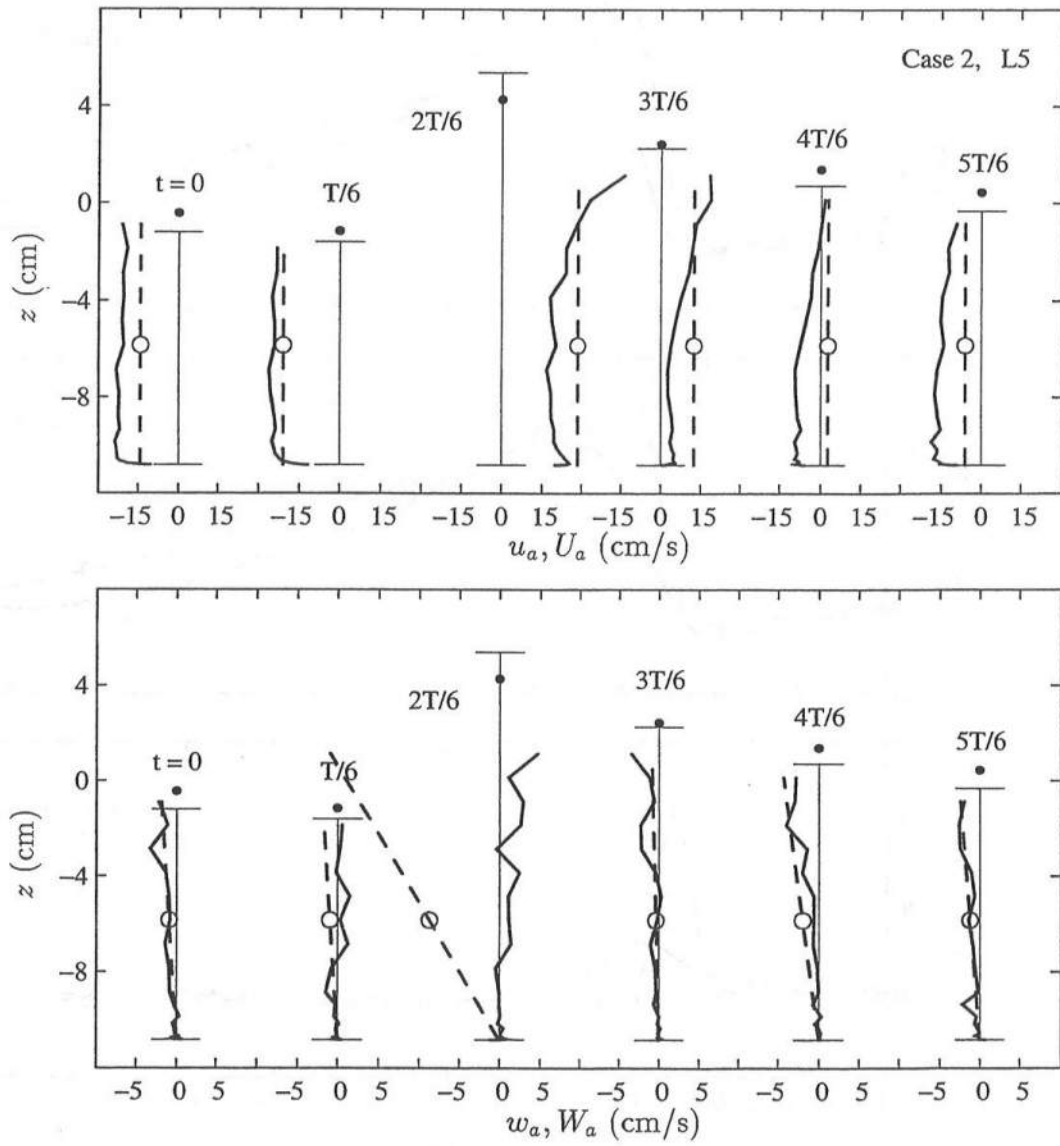 Case 2, L5
4
0
−4
−8
z (cm)
t = 0
T/6
2T/6
3T/6
4T/6
5T/6
−15 0 15 −15 0 15 −15 0 15 −15 0 15 −15 0 15 −15 0 15
u_a, U_a (cm/s)
4
0
−4
−8
z (cm)
t = 0
T/6
2T/6
3T/6
4T/6
5T/6
−5 0 5 −5 0 5 −5 0 5 −5 0 5 −5 0 5 −5 0 5
w_a, W_a (cm/s)